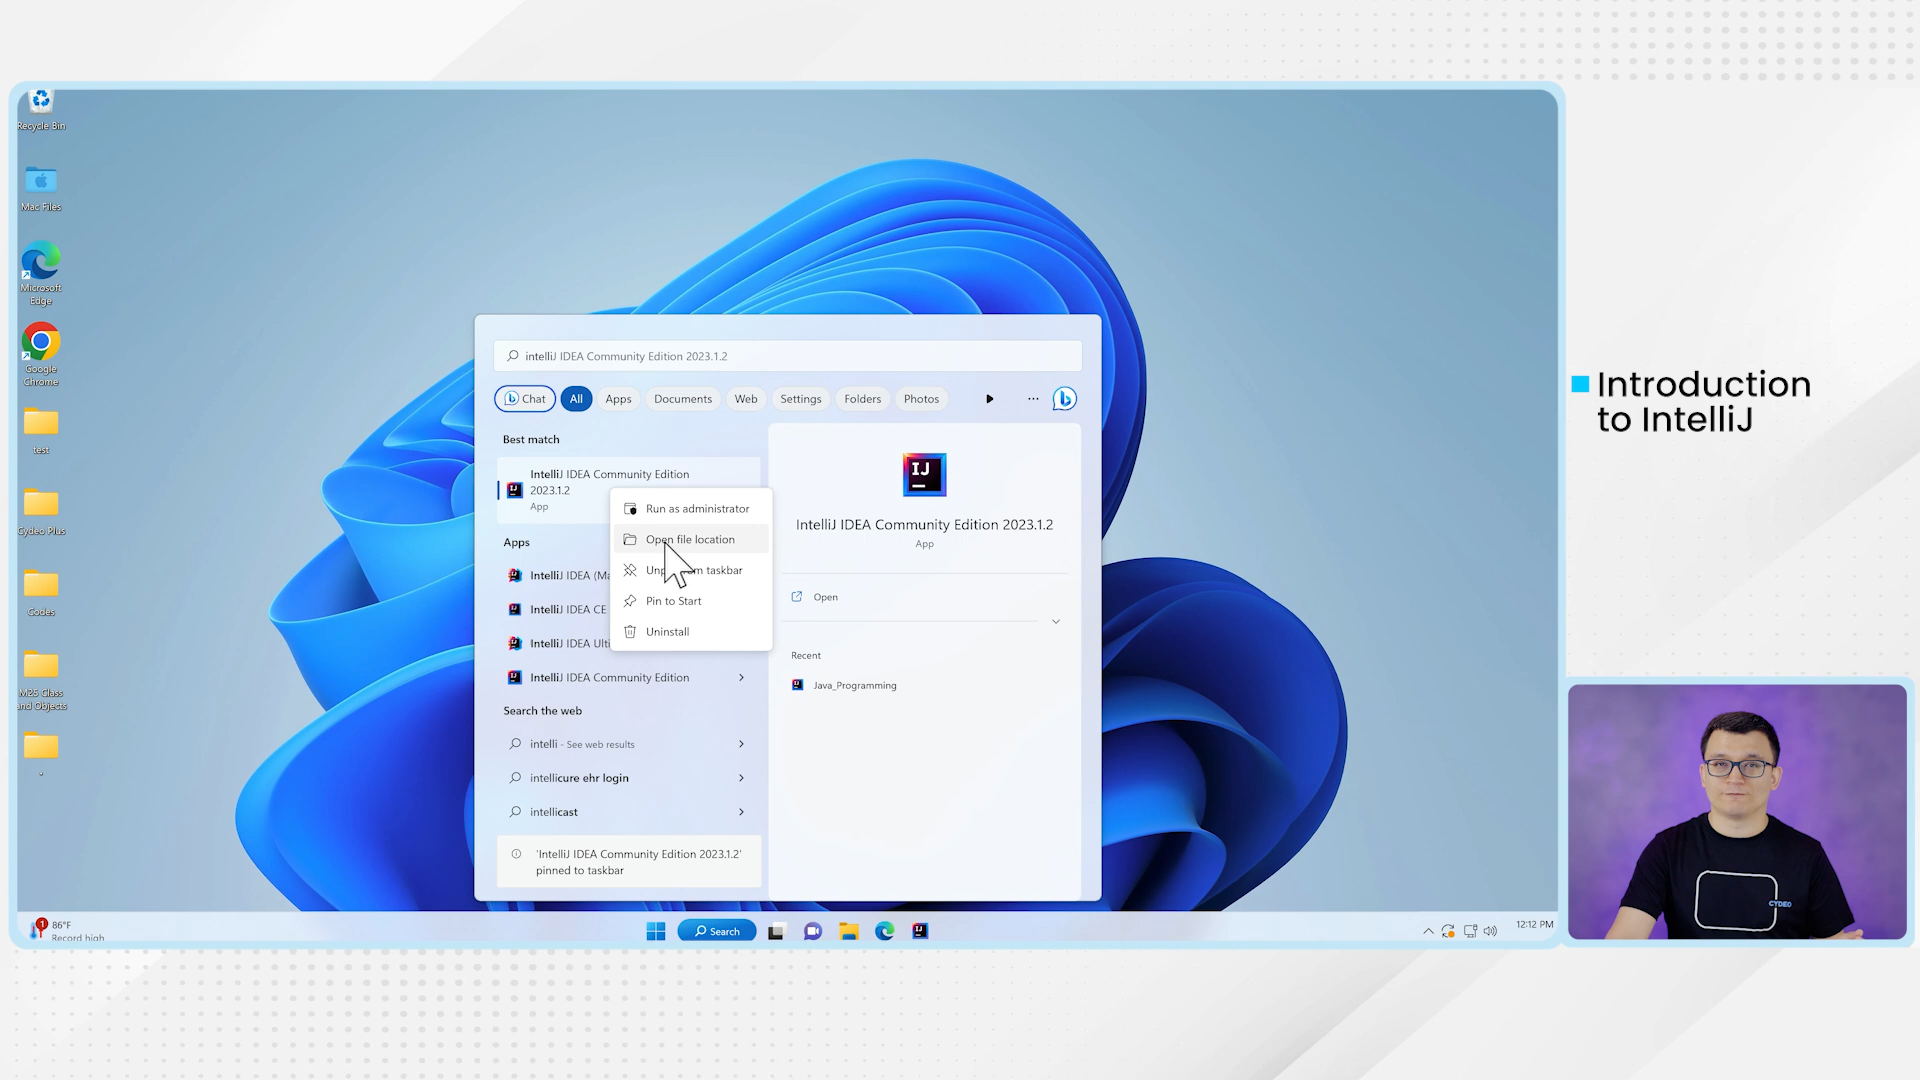 Recycle Bin
Mac Files
Microsoft
Edge
Google
Chrome
test
Cydeo Plus
Codes
M25 Class
and Objects
.
intelliJ IDEA Community Edition 2023.1.2
Chat
All
Apps
Documents
Web
Settings
Folders
Photos
Best match
IntelliJ IDEA Community Edition
2023.1.2
App
Apps
IntelliJ IDEA (Ma
IntelliJ IDEA CE
IntelliJ IDEA Ulti
IntelliJ IDEA Community Edition
Search the web
intelli - See web results
intellicure ehr login
intellicast
'IntelliJ IDEA Community Edition 2023.1.2'
pinned to taskbar
Run as administrator
Open file location
taskbar
Pin to Start
Uninstall
IJ
IntelliJ IDEA Community Edition 2023.1.2
App
Open
Recent
Java_Programming
1
86°F
Record high
Search
12:12 PM
Introduction
to IntelliJ
CYDEO